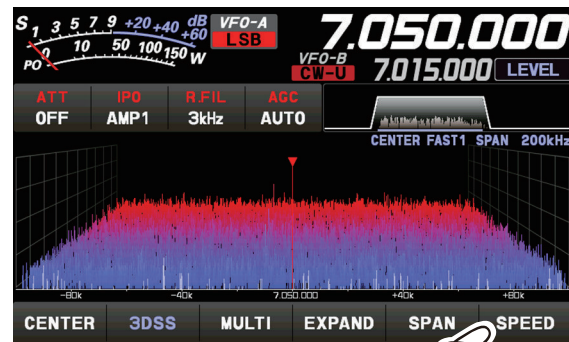 S 1 3 5 7 9 +20 +40 +60 dB VFO-A 7.050.000
LSB
PO 0 10 50 100 150 W VFO-B
CW-U 7.015.000 LEVEL
ATT IPO R.FIL AGC
OFF AMP1 3kHz AUTO
CENTER FAST1 SPAN 200kHz
-80k -40k 7.050.000 +40k +80k
CENTER 3DSS MULTI EXPAND SPAN SPEED